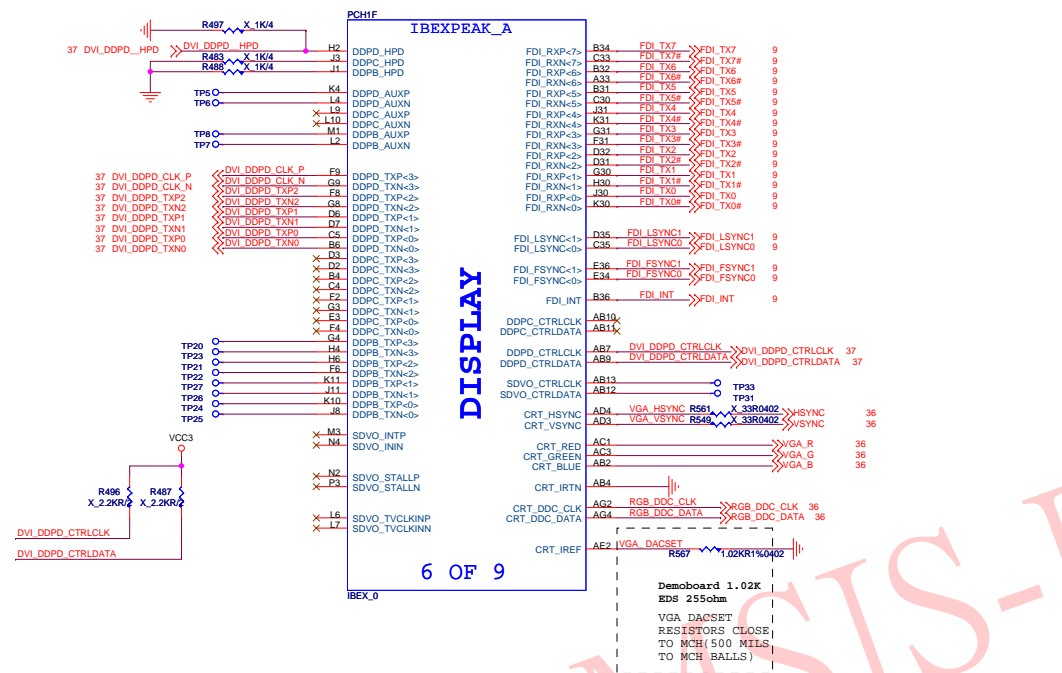 PCH1F
IBEXPEAK_A
R497 X_1K/4
37 DVI_DDPD__HPD DVI_DDPD__HPD H2 DDPD_HPD
R483 X_1K/4 J3 DDPC_HPD
R488 X_1K/4 J1 DDPB_HPD
TP5 K4 DDPD_AUXP
TP6 L4 DDPD_AUXN
L9 DDPC_AUXP
L10 DDPC_AUXN
TP8 M1 DDPB_AUXP
TP7 L2 DDPB_AUXN
37 DVI_DDPD_CLK_P DVI_DDPD_CLK_P F9 DDPD_TXP<3>
37 DVI_DDPD_CLK_N DVI_DDPD_CLK_N G9 DDPD_TXN<3>
37 DVI_DDPD_TXP2 DVI_DDPD_TXP2 F8 DDPD_TXP<2>
37 DVI_DDPD_TXN2 DVI_DDPD_TXN2 G8 DDPD_TXN<2>
37 DVI_DDPD_TXP1 DVI_DDPD_TXP1 D6 DDPD_TXP<1>
37 DVI_DDPD_TXN1 DVI_DDPD_TXN1 D7 DDPD_TXN<1>
37 DVI_DDPD_TXP0 DVI_DDPD_TXP0 C5 DDPD_TXP<0>
37 DVI_DDPD_TXN0 DVI_DDPD_TXN0 B6 DDPD_TXN<0>
D3 DDPC_TXP<3>
D2 DDPC_TXN<3>
B4 DDPC_TXP<2>
C4 DDPC_TXN<2>
F2 DDPC_TXP<1>
G3 DDPC_TXN<1>
E3 DDPC_TXP<0>
F4 DDPC_TXN<0>
TP20 G4 DDPB_TXP<3>
TP23 H4 DDPB_TXN<3>
TP21 H6 DDPB_TXP<2>
TP22 F6 DDPB_TXN<2>
TP27 K11 DDPB_TXP<1>
TP26 J11 DDPB_TXN<1>
TP24 K10 DDPB_TXP<0>
TP25 J8 DDPB_TXN<0>
M3 SDVO_INTP
N4 SDVO_ININ
N2 SDVO_STALLP
P3 SDVO_STALLN
L6 SDVO_TVCLKINP
L7 SDVO_TVCLKINN
VCC3
R496 R487
X_2.2KR/2 X_2.2KR/2
DVI_DDPD_CTRLCLK
DVI_DDPD_CTRLDATA
DISPLAY
FDI_RXP<7> B34 FDI_TX7 FDI_TX7 9
FDI_RXN<7> C33 FDI_TX7# FDI_TX7# 9
FDI_RXP<6> B32 FDI_TX6 FDI_TX6 9
FDI_RXN<6> A33 FDI_TX6# FDI_TX6# 9
FDI_RXP<5> B31 FDI_TX5 FDI_TX5 9
FDI_RXN<5> C30 FDI_TX5# FDI_TX5# 9
FDI_RXP<4> J31 FDI_TX4 FDI_TX4 9
FDI_RXN<4> K31 FDI_TX4# FDI_TX4# 9
FDI_RXP<3> G31 FDI_TX3 FDI_TX3 9
FDI_RXN<3> F31 FDI_TX3# FDI_TX3# 9
FDI_RXP<2> D32 FDI_TX2 FDI_TX2 9
FDI_RXN<2> D31 FDI_TX2# FDI_TX2# 9
FDI_RXP<1> G30 FDI_TX1 FDI_TX1 9
FDI_RXN<1> H30 FDI_TX1# FDI_TX1# 9
FDI_RXP<0> J30 FDI_TX0 FDI_TX0 9
FDI_RXN<0> K30 FDI_TX0# FDI_TX0# 9
FDI_LSYNC<1> D35 FDI_LSYNC1 FDI_LSYNC1 9
FDI_LSYNC<0> C35 FDI_LSYNC0 FDI_LSYNC0 9
FDI_FSYNC<1> E36 FDI_FSYNC1 FDI_FSYNC1 9
FDI_FSYNC<0> E34 FDI_FSYNC0 FDI_FSYNC0 9
FDI_INT B36 FDI_INT FDI_INT 9
DDPC_CTRLCLK AB10
DDPC_CTRLDATA AB11
DDPD_CTRLCLK AB7 DVI_DDPD_CTRLCLK DVI_DDPD_CTRLCLK 37
DDPD_CTRLDATA AB9 DVI_DDPD_CTRLDATA DVI_DDPD_CTRLDATA 37
SDVO_CTRLCLK AB13 TP33
SDVO_CTRLDATA AB12 TP31
CRT_HSYNC AD4 VGA_HSYNC R561 X_33R0402 HSYNC 36
CRT_VSYNC AD3 VGA_VSYNC R549 X_33R0402 VSYNC 36
CRT_RED AC1 VGA_R 36
CRT_GREEN AC3 VGA_G 36
CRT_BLUE AB2 VGA_B 36
CRT_IRTN AB4
CRT_DDC_CLK AG2 RGB_DDC_CLK RGB_DDC_CLK 36
CRT_DDC_DATA AG4 RGB_DDC_DATA RGB_DDC_DATA 36
CRT_IREF AE2 VGA_DACSET R567 1.02KR1%0402
6 OF 9
IBEX_0
Demoboard 1.02K
EDS 255ohm
VGA DACSET
RESISTORS CLOSE
TO MCH(500 MILS
TO MCH BALLS)